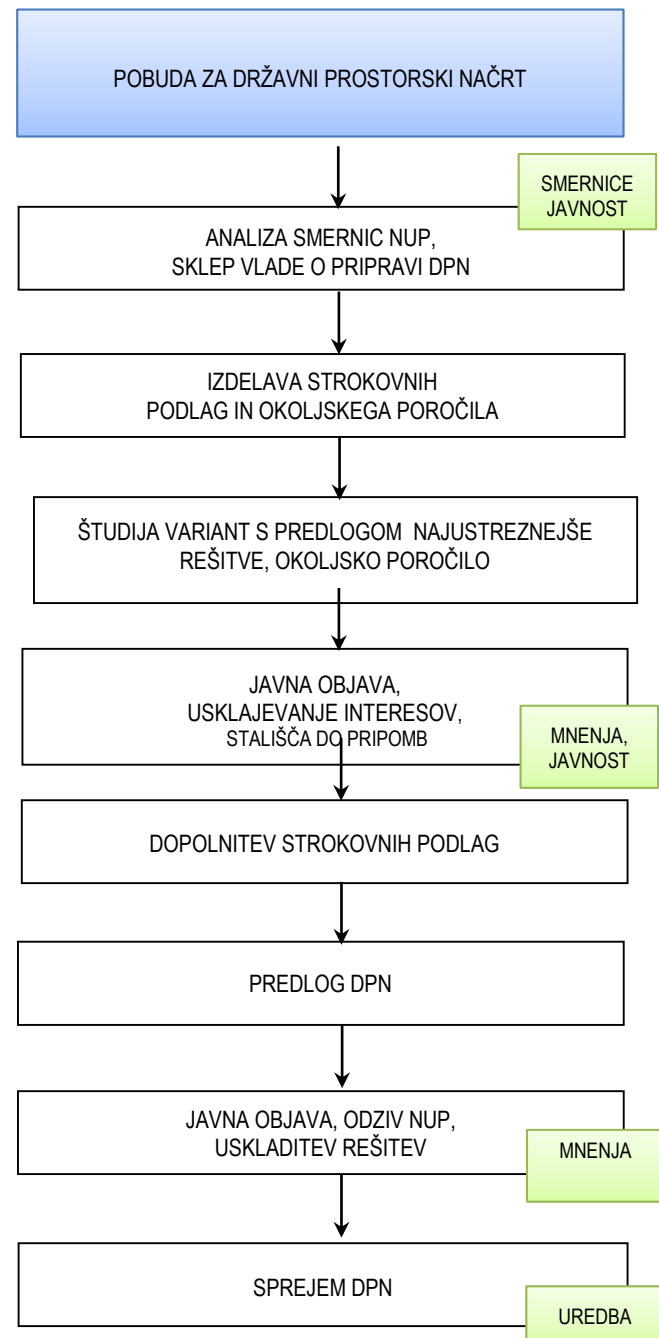 POBUDA ZA DRŽAVNI PROSTORSKI NAČRT
SMERNICE
JAVNOST
ANALIZA SMERNIC NUP,
SKLEP VLADE O PRIPRAVI DPN
IZDELAVA STROKOVNIH
PODLAG IN OKOLJSKEGA POROČILA
ŠTUDIJA VARIANT S PREDLOGOM NAJUSTREZNEJŠE
REŠITVE, OKOLJSKO POROČILO
JAVNA OBJAVA,
USKLAJEVANJE INTERESOV,
STALIŠČA DO PRIPOMB
MNENJA,
JAVNOST
DOPOLNITEV STROKOVNIH PODLAG
PREDLOG DPN
JAVNA OBJAVA, ODZIV NUP,
USKLADITEV REŠITEV
MNENJA
SPREJEM DPN
UREDBA